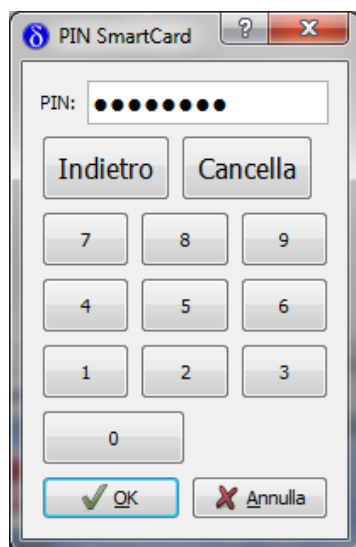 δ PIN SmartCard ? X
PIN: ●●●●●●●●
Indietro Cancella
7 8 9
4 5 6
1 2 3
0
OK Annulla